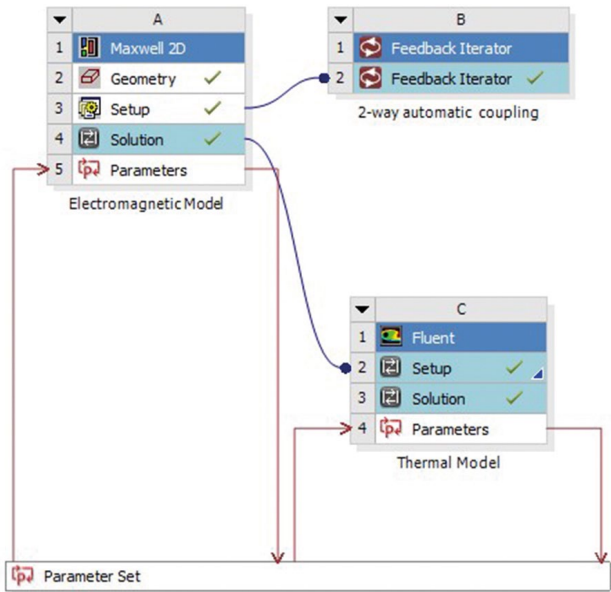 A
1 Maxwell 2D
2 Geometry
3 Setup
4 Solution
5 Parameters
Electromagnetic Model
B
1 Feedback Iterator
2 Feedback Iterator
2-way automatic coupling
C
1 Fluent
2 Setup
3 Solution
4 Parameters
Thermal Model
Parameter Set